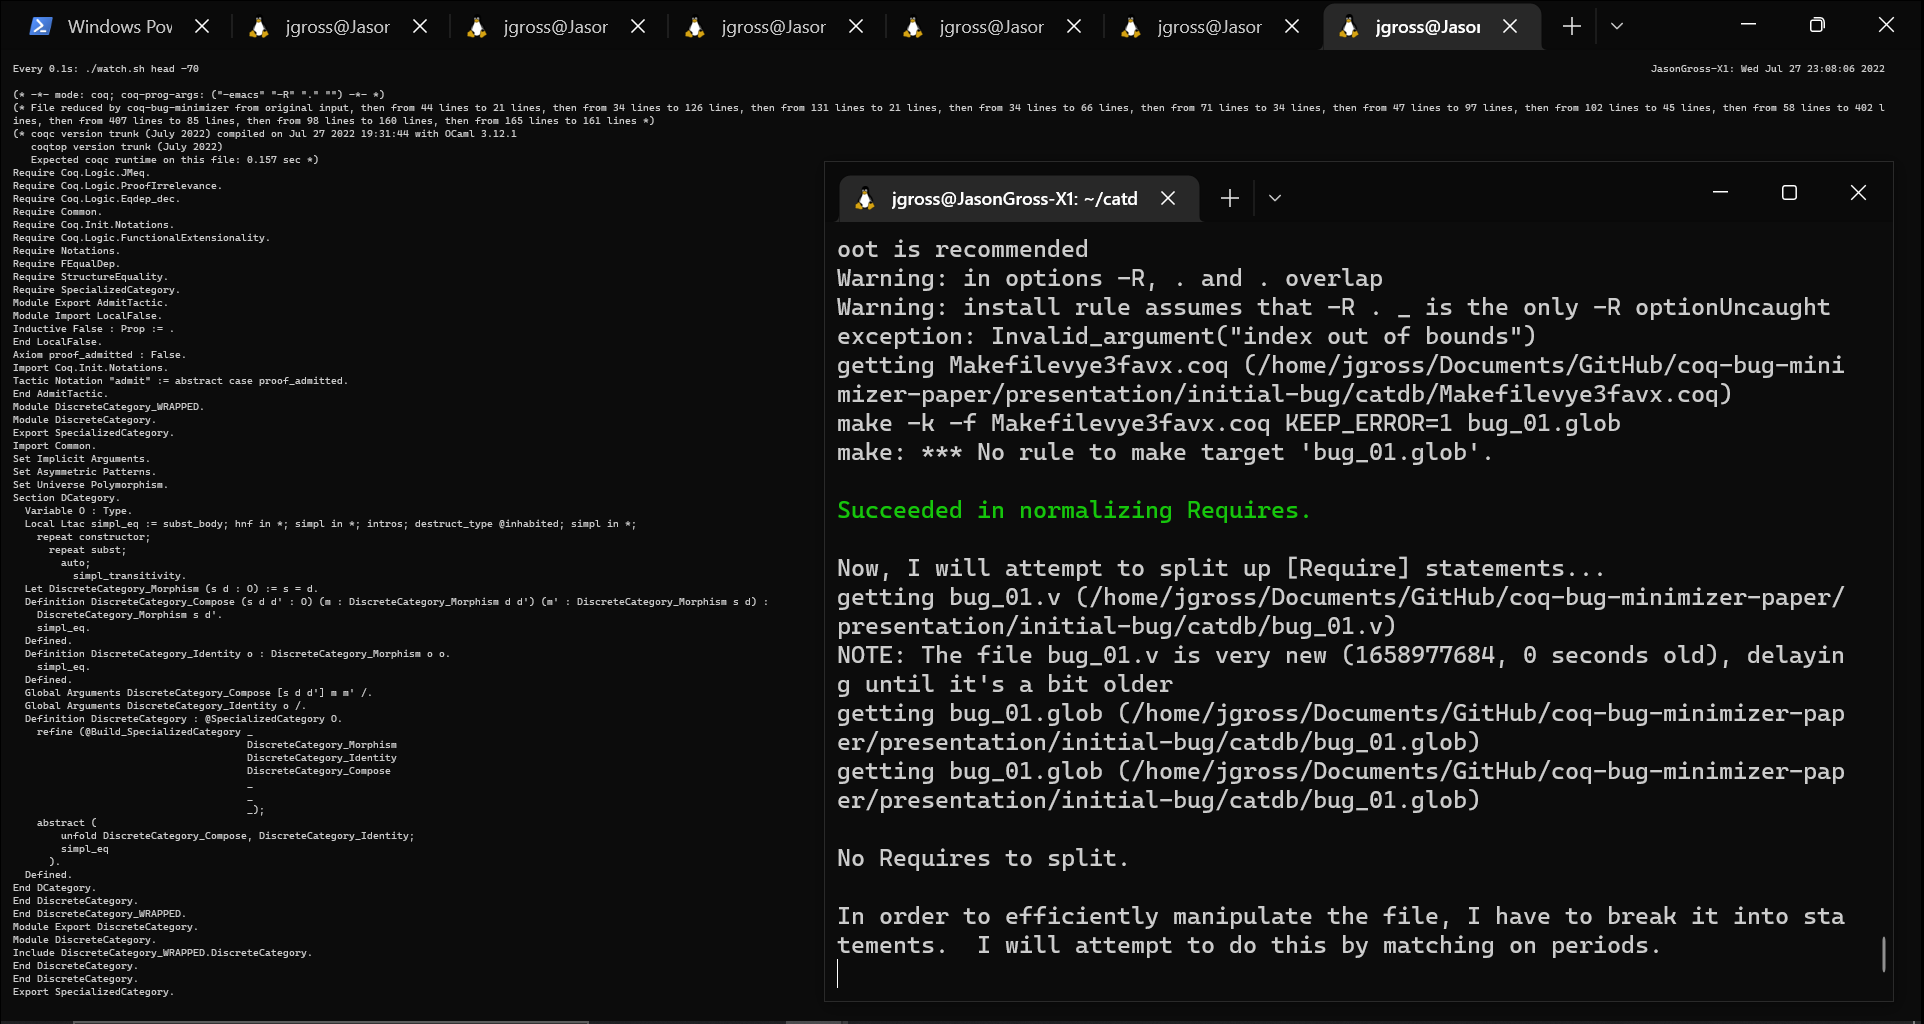 Windows Pov
jgross@Jasor
jgross@Jasor
jgross@Jasor
jgross@Jasor
jgross@Jasor
jgross@Jasor
Every 0.1s: ./watch.sh head -70
JasonGross-X1: Wed Jul 27 23:08:06 2022
(* -*- mode: coq; coq-prog-args: ("-emacs" "-R" "." "") -*- *)
(* File reduced by coq-bug-minimizer from original input, then from 44 lines to 21 lines, then from 34 lines to 126 lines, then from 131 lines to 21 lines, then from 34 lines to 66 lines, then from 71 lines to 34 lines, then from 47 lines to 97 lines, then from 102 lines to 45 lines, then from 58 lines to 402 l
ines, then from 407 lines to 85 lines, then from 98 lines to 160 lines, then from 165 lines to 161 lines *)
(* coqc version trunk (July 2022) compiled on Jul 27 2022 19:31:44 with OCaml 3.12.1
   coqtop version trunk (July 2022)
   Expected coqc runtime on this file: 0.157 sec *)
Require Coq.Logic.JMeq.
Require Coq.Logic.ProofIrrelevance.
Require Coq.Logic.Eqdep_dec.
Require Common.
Require Coq.Init.Notations.
Require Coq.Logic.FunctionalExtensionality.
Require Notations.
Require FEqualDep.
Require StructureEquality.
Require SpecializedCategory.
Module Export AdmitTactic.
Module Import LocalFalse.
Inductive False : Prop := .
End LocalFalse.
Axiom proof_admitted : False.
Import Coq.Init.Notations.
Tactic Notation "admit" := abstract case proof_admitted.
End AdmitTactic.
Module DiscreteCategory_WRAPPED.
Module DiscreteCategory.
Export SpecializedCategory.
Import Common.
Set Implicit Arguments.
Set Asymmetric Patterns.
Set Universe Polymorphism.
Section DCategory.
  Variable O : Type.
  Local Ltac simpl_eq := subst_body; hnf in *; simpl in *; intros; destruct_type @inhabited; simpl in *;
    repeat constructor;
      repeat subst;
        auto;
          simpl_transitivity.
  Let DiscreteCategory_Morphism (s d : O) := s = d.
  Definition DiscreteCategory_Compose (s d d' : O) (m : DiscreteCategory_Morphism d d') (m' : DiscreteCategory_Morphism s d) :
    DiscreteCategory_Morphism s d'.
    simpl_eq.
  Defined.
  Definition DiscreteCategory_Identity o : DiscreteCategory_Morphism o o.
    simpl_eq.
  Defined.
  Global Arguments DiscreteCategory_Compose [s d d'] m m' /.
  Global Arguments DiscreteCategory_Identity o /.
  Definition DiscreteCategory : @SpecializedCategory O.
    refine (@Build_SpecializedCategory _
                                       DiscreteCategory_Morphism
                                       DiscreteCategory_Identity
                                       DiscreteCategory_Compose
                                       _
                                       _
                                       _);
    abstract (
        unfold DiscreteCategory_Compose, DiscreteCategory_Identity;
        simpl_eq
      ).
  Defined.
End DCategory.
End DiscreteCategory.
End DiscreteCategory_WRAPPED.
Module Export DiscreteCategory.
Module DiscreteCategory.
Include DiscreteCategory_WRAPPED.DiscreteCategory.
End DiscreteCategory.
End DiscreteCategory.
Export SpecializedCategory.
jgross@JasonGross-X1: ~/catd
oot is recommended
Warning: in options -R, . and . overlap
Warning: install rule assumes that -R . _ is the only -R optionUncaught
exception: Invalid_argument("index out of bounds")
getting Makefilevye3favx.coq (/home/jgross/Documents/GitHub/coq-bug-mini
mizer-paper/presentation/initial-bug/catdb/Makefilevye3favx.coq)
make -k -f Makefilevye3favx.coq KEEP_ERROR=1 bug_01.glob
make: *** No rule to make target 'bug_01.glob'.
Succeeded in normalizing Requires.
Now, I will attempt to split up [Require] statements...
getting bug_01.v (/home/jgross/Documents/GitHub/coq-bug-minimizer-paper/
presentation/initial-bug/catdb/bug_01.v)
NOTE: The file bug_01.v is very new (1658977684, 0 seconds old), delayin
g until it's a bit older
getting bug_01.glob (/home/jgross/Documents/GitHub/coq-bug-minimizer-pap
er/presentation/initial-bug/catdb/bug_01.glob)
getting bug_01.glob (/home/jgross/Documents/GitHub/coq-bug-minimizer-pap
er/presentation/initial-bug/catdb/bug_01.glob)
No Requires to split.
In order to efficiently manipulate the file, I have to break it into sta
tements.  I will attempt to do this by matching on periods.